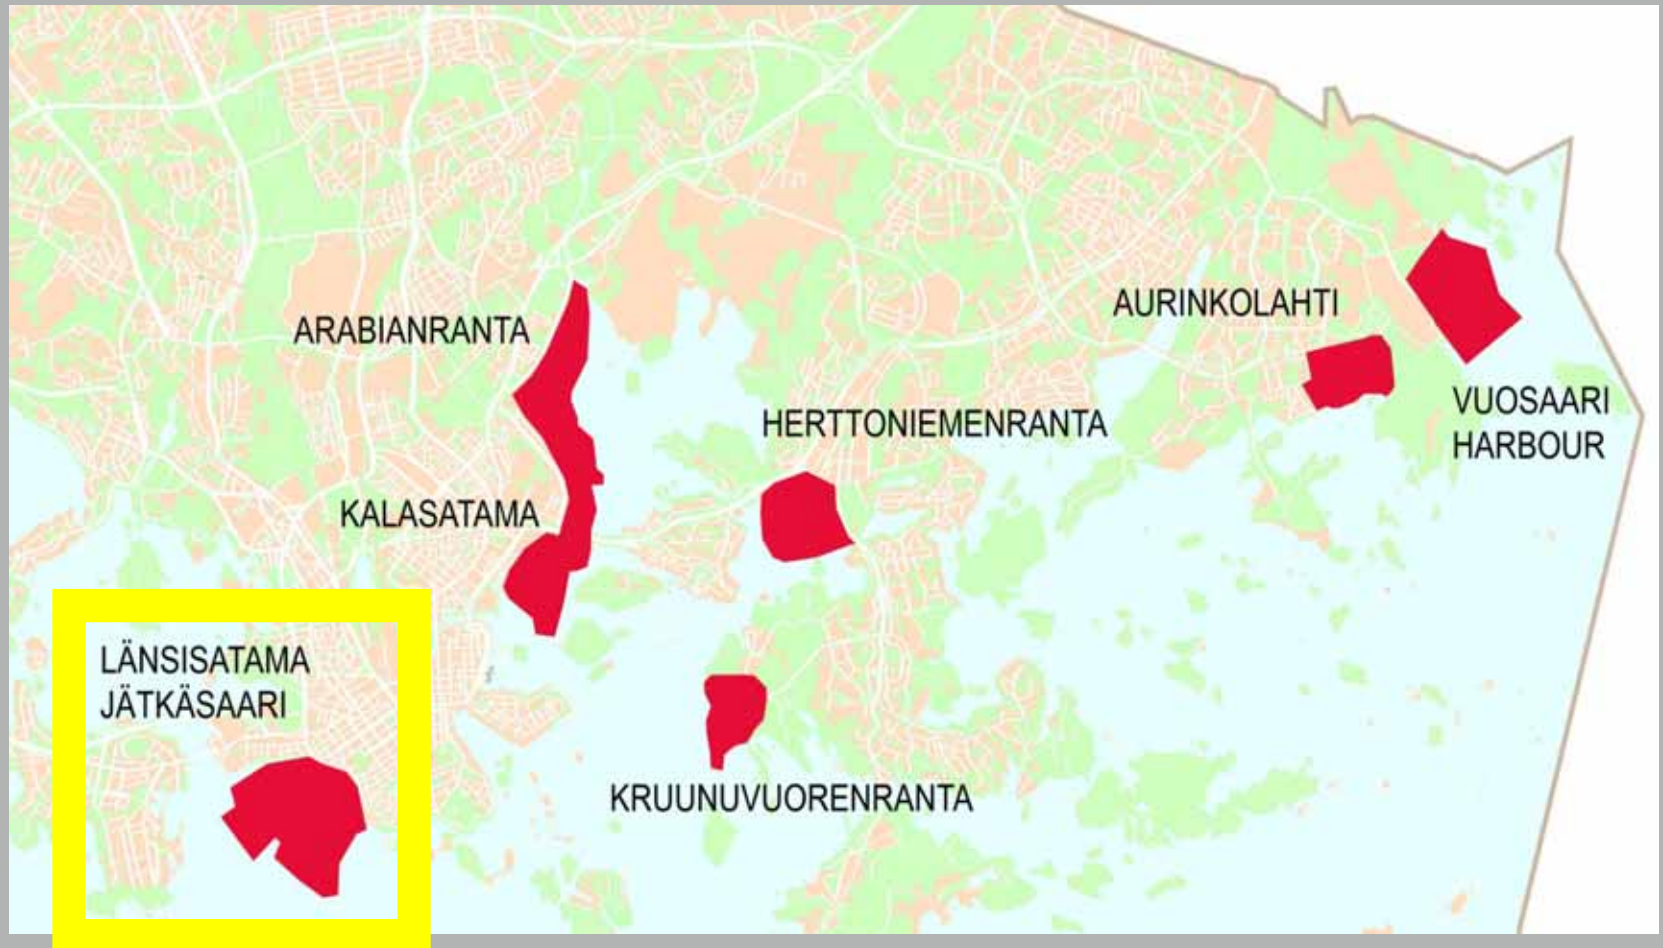 AURINKOLAHTI
ARABIANRANTA
VUOSAARI
HARBOUR
HERTTONIEMENRANTA
KALASATAMA
LÄNSISATAMA
JÄTKÄSAARI
KRUUNUVUORENRANTA